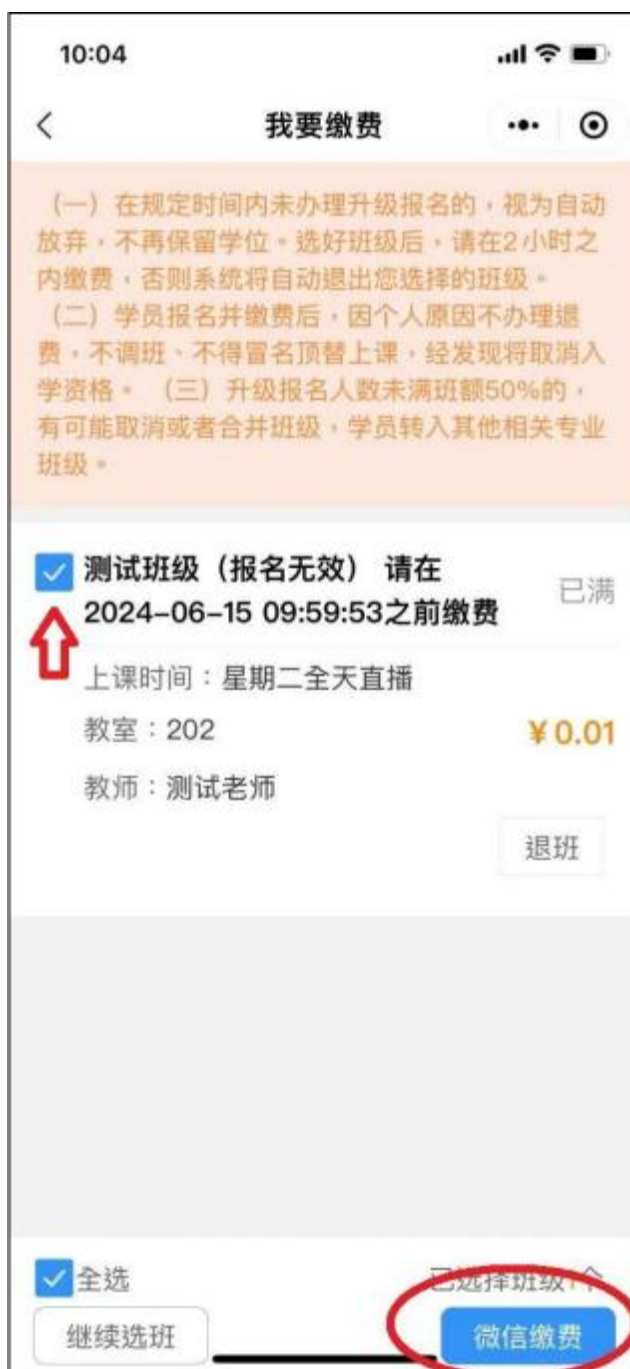 10:04
我要缴费
（一）在规定时间内未办理升级报名的，视为自动
放弃，不再保留学位。选好班级后，请在2小时之
内缴费，否则系统将自动退出您选择的班级。
（二）学员报名并缴费后，因个人原因不办理退
费，不调班、不得冒名顶替上课，经发现将取消入
学资格。（三）升级报名人数未满班额50%的，
有可能取消或者合并班级，学员转入其他相关专业
班级。
测试班级（报名无效） 请在
2024-06-15 09:59:53之前缴费
已满
上课时间：星期二全天直播
教室：202
¥0.01
教师：测试老师
退班
全选
已选择班级1个
继续选班
微信缴费